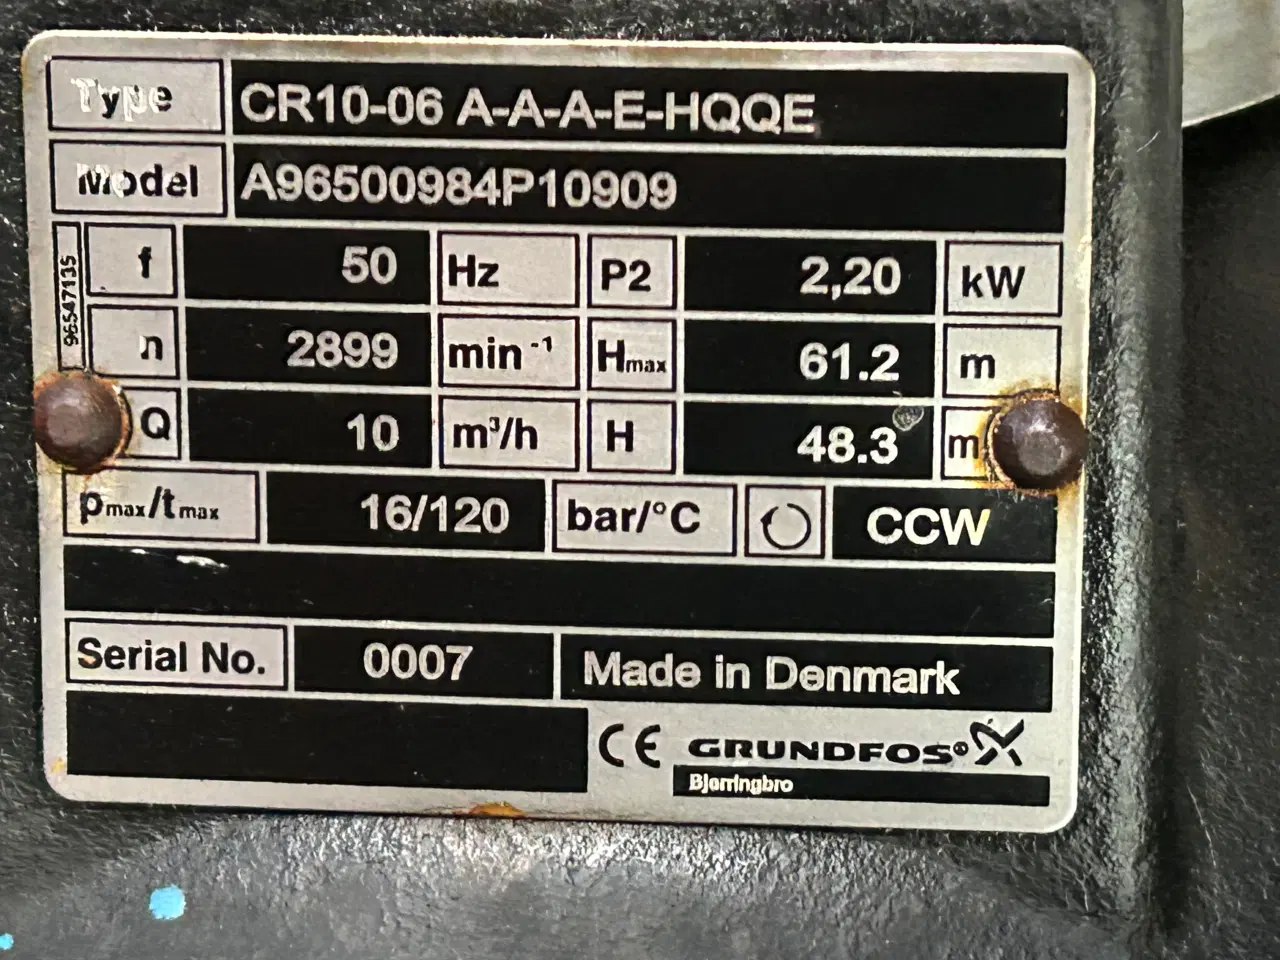 Type CR10-06 A-A-A-E-HQQE
Model A96500984P10909
96547135
f 50 Hz P2 2,20 kW
n 2899 min⁻¹ Hmax 61.2 m
Q 10 m³/h H 48.3 m
pmax/tmax 16/120 bar/°C CCW
Serial No. 0007 Made in Denmark
CE GRUNDFOS®
Bjerringbro